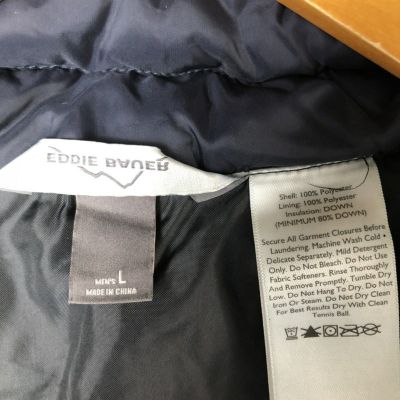 EDDIE BAUER
MENS L
MADE IN CHINA
Shell: 100% Polyester
Lining: 100% Polyester
Insulation: DOWN
(MINIMUM 80% DOWN)
Secure All Garment Closures Before
Laundering. Machine Wash Cold •
Delicate Separately. Mild Detergent
Only. Do Not Bleach. Do Not Use
Fabric Softeners. Rinse Thoroughly
And Remove Promptly. Tumble Dry
Low. Do Not Hang To Dry. Do Not
Iron Or Steam. Do Not Dry Clean.
For Best Results Dry With Clean
Tennis Ball.